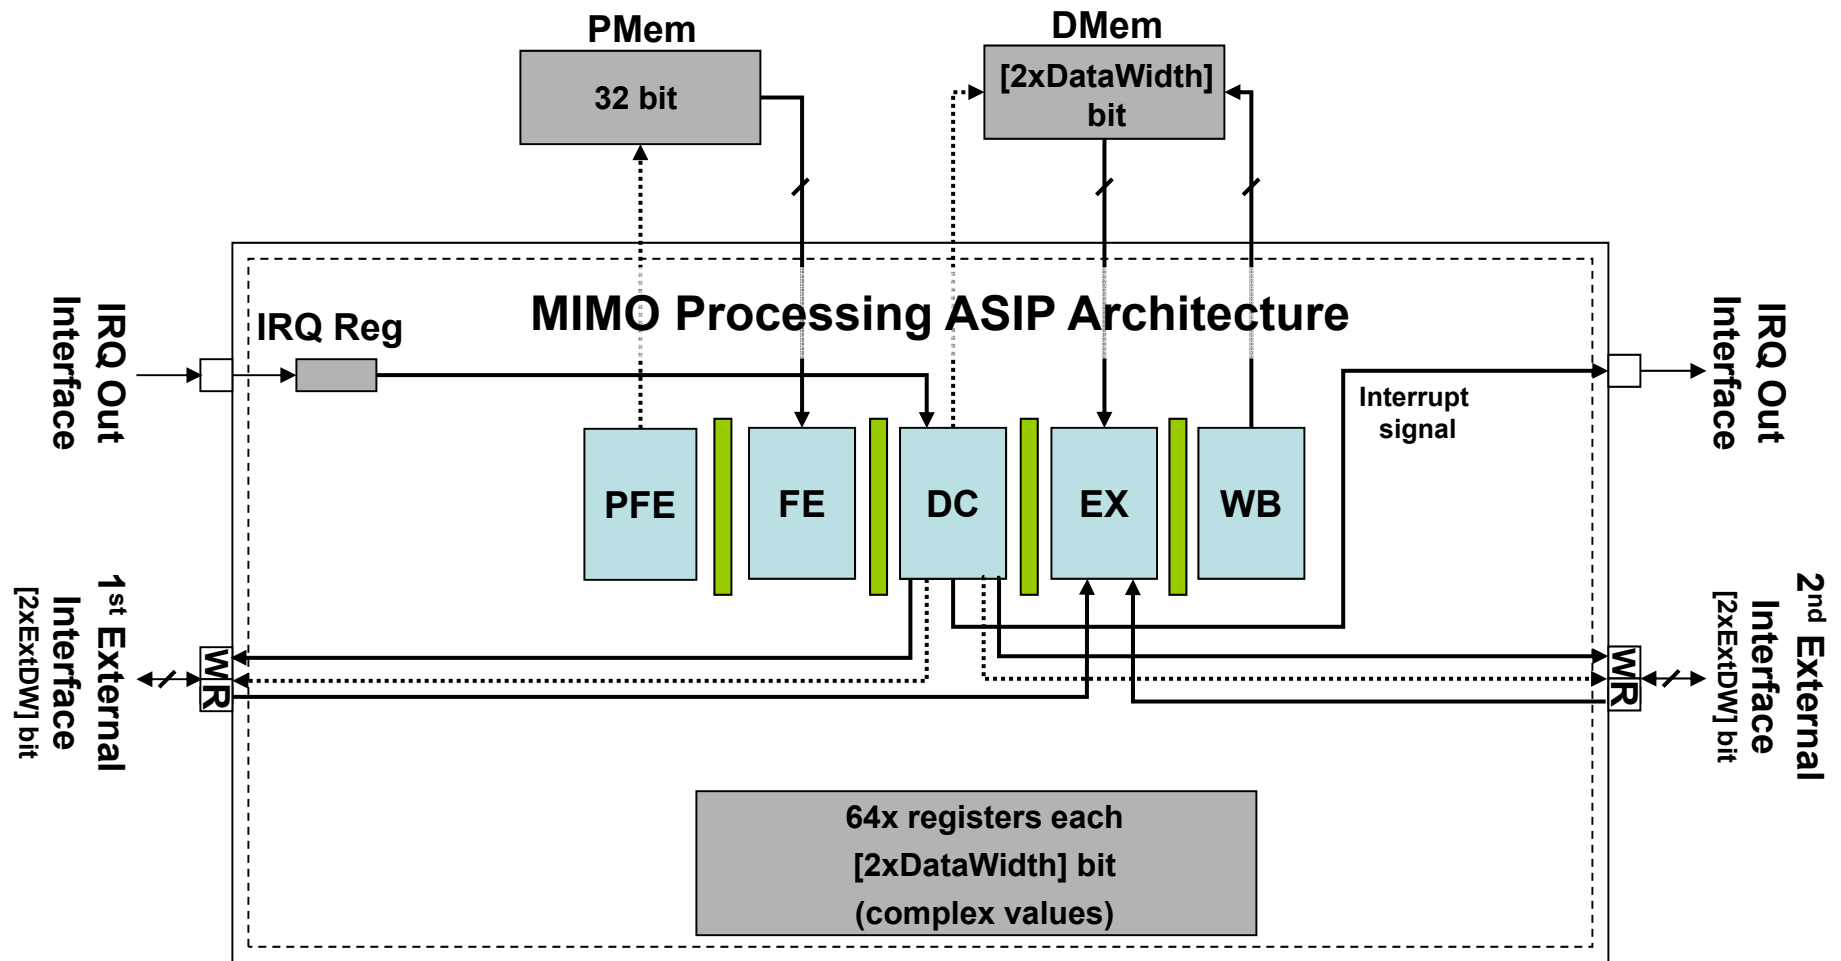 PMem
DMem
32 bit
[2xDataWidth]
bit
MIMO Processing ASIP Architecture
IRQ Out
Interface
IRQ Reg
IRQ Out
Interface
Interrupt
signal
PFE
FE
DC
EX
WB
1st External
Interface
[2xExtDW] bit
W
R
2nd External
Interface
[2xExtDW] bit
W
R
64x registers each
[2xDataWidth] bit
(complex values)